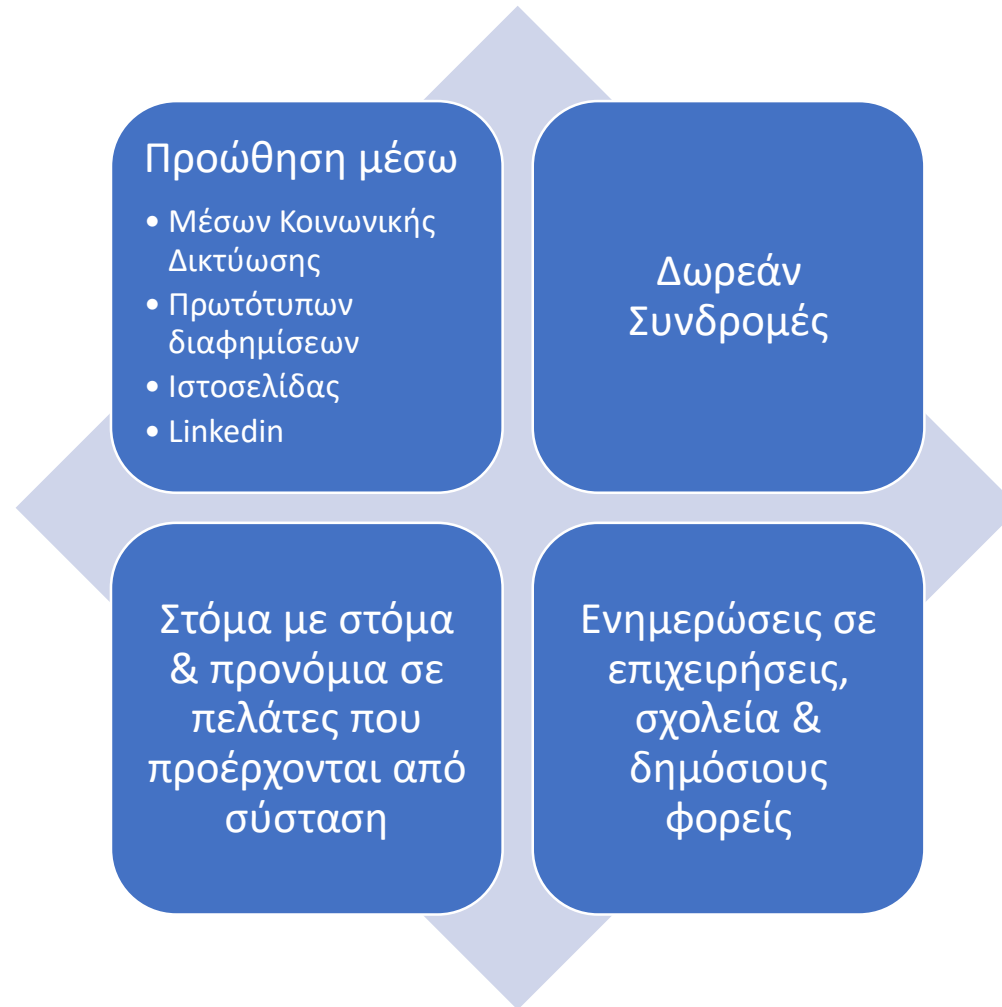 Προώθηση μέσω
• Μέσων Κοινωνικής
Δικτύωσης
• Πρωτότυπων
διαφημίσεων
• Ιστοσελίδας
• Linkedin
Δωρεάν
Συνδρομές
Στόμα με στόμα
& προνόμια σε
πελάτες που
προέρχονται από
σύσταση
Ενημερώσεις σε
επιχειρήσεις,
σχολεία &
δημόσιους
φορείς